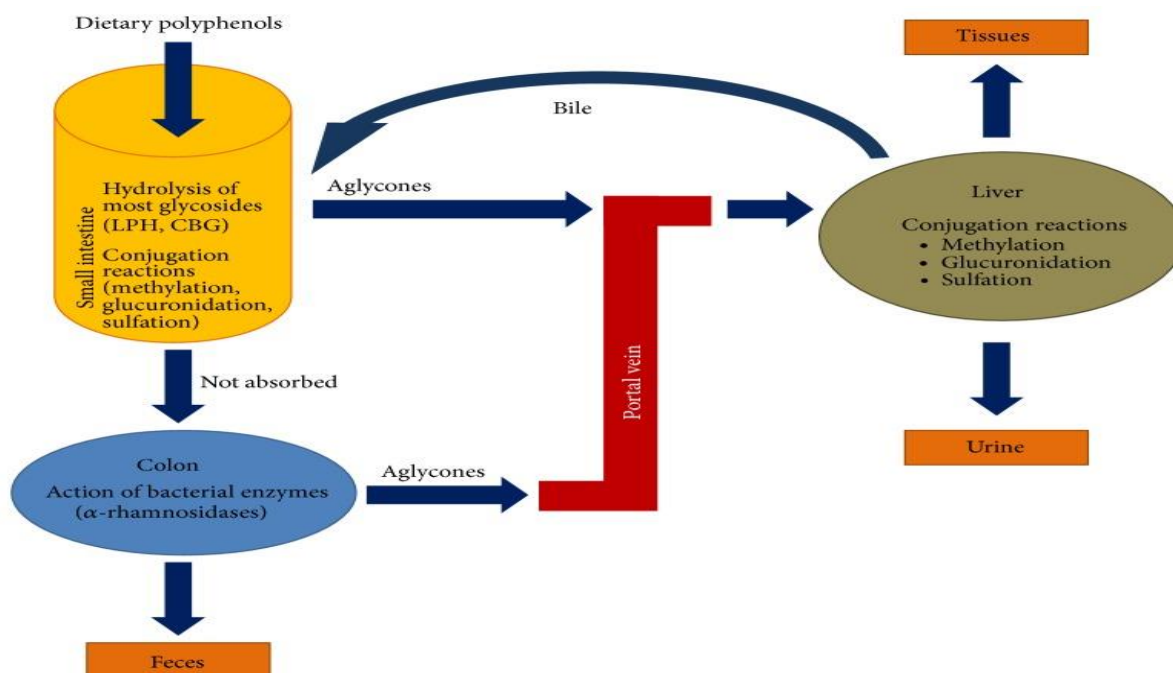 Dietary polyphenols
Tissues
Bile
Small intestine
Hydrolysis of
most glycosides
(LPH, CBG)
Conjugation
reactions
(methylation,
glucuronidation,
sulfation)
Aglycones
Portal vein
Liver
Conjugation reactions
• Methylation
• Glucuronidation
• Sulfation
Not absorbed
Colon
Action of bacterial enzymes
(α-rhamnosidases)
Aglycones
Urine
Feces